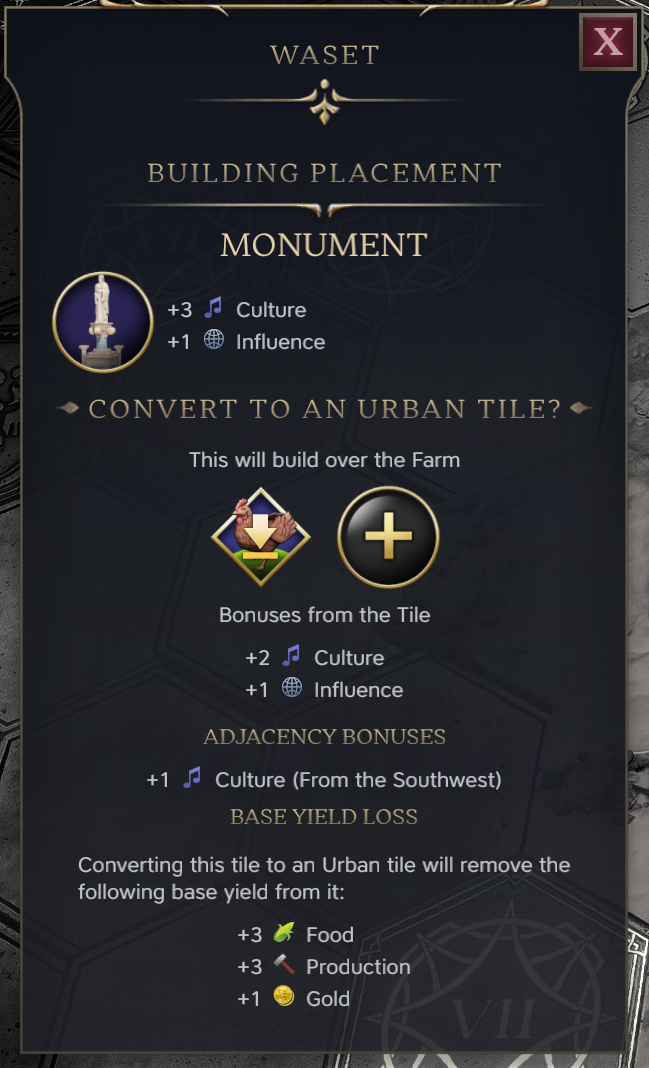 WASET
X
BUILDING PLACEMENT
MONUMENT
+3 Culture
+1 Influence
CONVERT TO AN URBAN TILE?
This will build over the Farm
Bonuses from the Tile
+2 Culture
+1 Influence
ADJACENCY BONUSES
+1 Culture (From the Southwest)
BASE YIELD LOSS
Converting this tile to an Urban tile will remove the
following base yield from it:
+3 Food
+3 Production
+1 Gold
VII